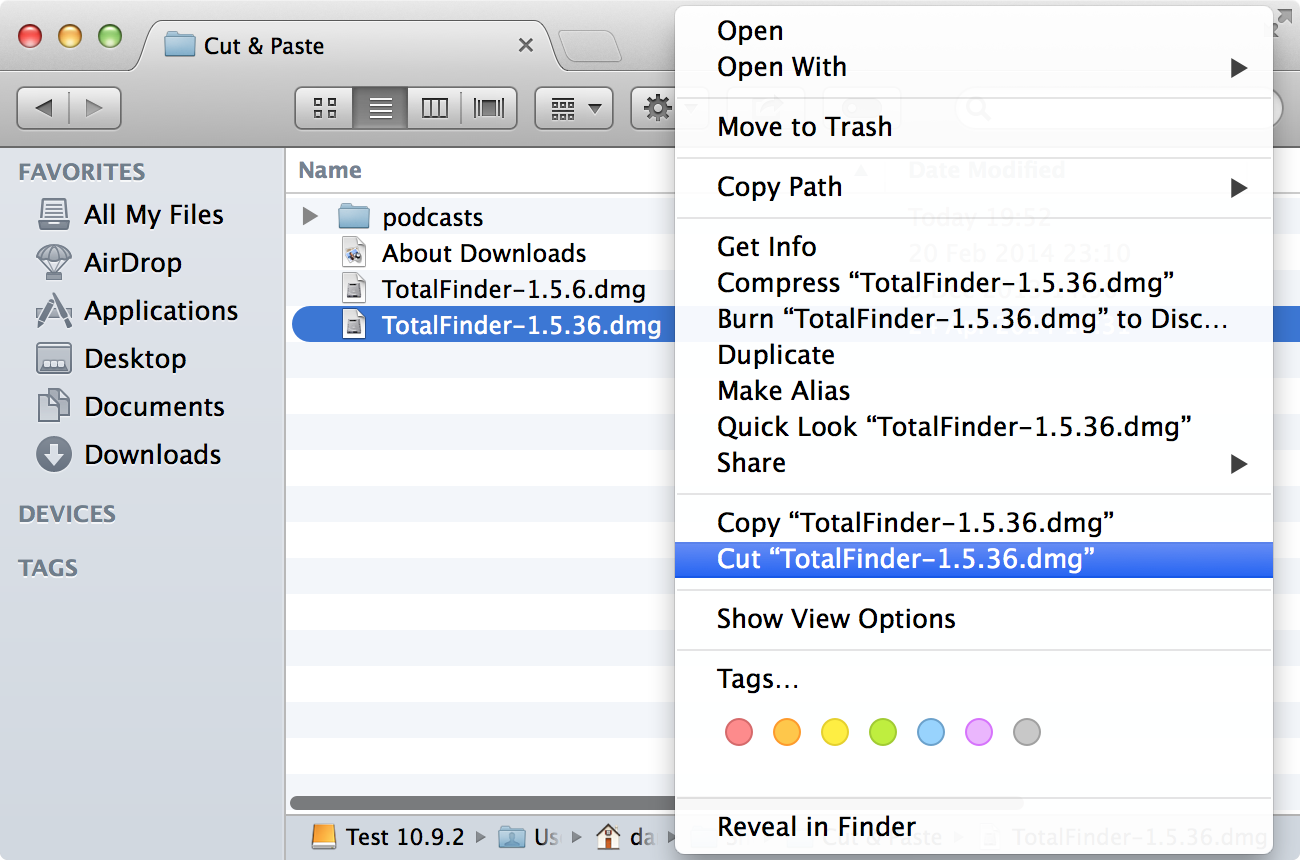 Cut & Paste
FAVORITES
All My Files
AirDrop
Applications
Desktop
Documents
Downloads
DEVICES
TAGS
Name
Date Modified
podcasts
Today 19:52
About Downloads
20 Feb 2014 23:10
TotalFinder-1.5.6.dmg
TotalFinder-1.5.36.dmg
Open
Open With
Move to Trash
Copy Path
Get Info
Compress “TotalFinder-1.5.36.dmg”
Burn “TotalFinder-1.5.36.dmg” to Disc...
Duplicate
Make Alias
Quick Look “TotalFinder-1.5.36.dmg”
Share
Copy “TotalFinder-1.5.36.dmg”
Cut “TotalFinder-1.5.36.dmg”
Show View Options
Tags...
Reveal in Finder
Test 10.9.2 Us da Cut & Paste TotalFinder-1.5.36.dmg